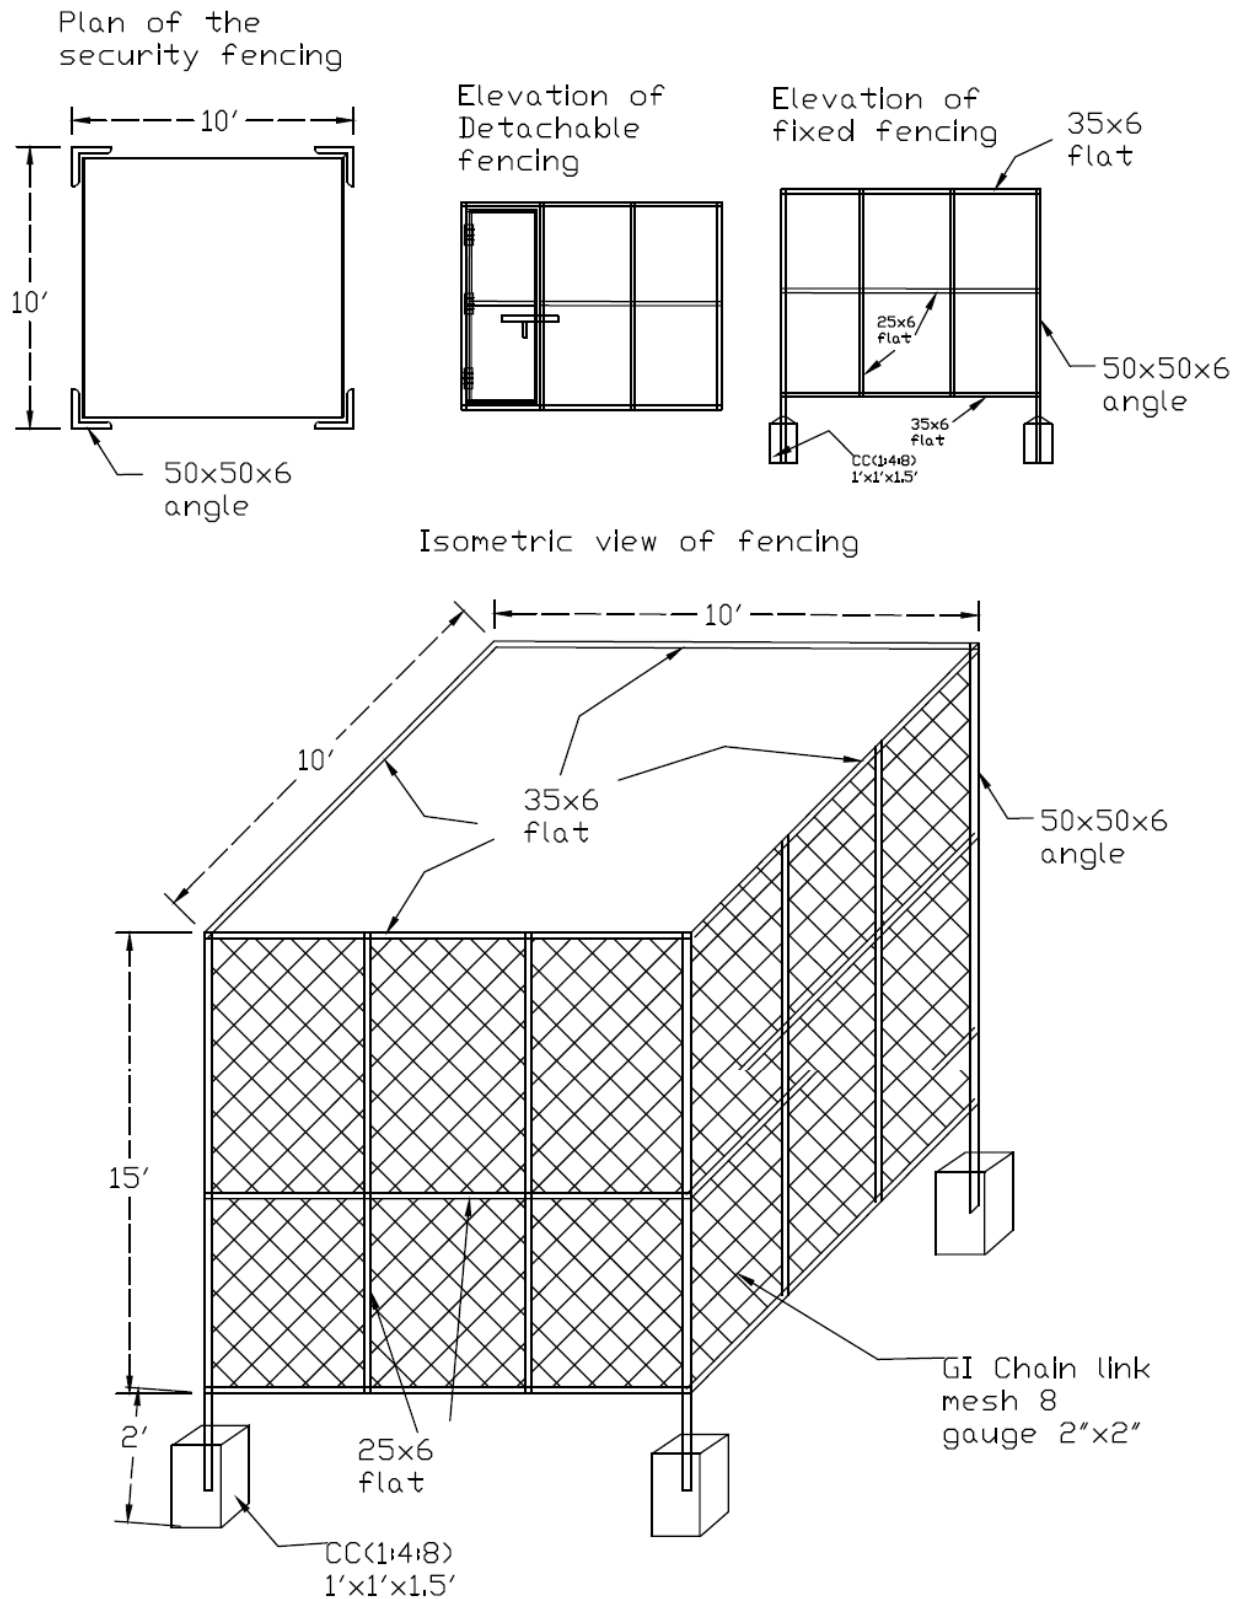 Plan of the
security fencing
10'
10'
50x50x6
angle
Elevation of
Detachable
fencing
Elevation of
fixed fencing
35x6
flat
25x6
flat
50x50x6
angle
35x6
flat
CC(1:4:8)
1'x1'x1.5'
Isometric view of fencing
10'
10'
35x6
flat
50x50x6
angle
15'
GI Chain link
mesh 8
gauge 2"x2"
2'
25x6
flat
CC(1:4:8)
1'x1'x1.5'